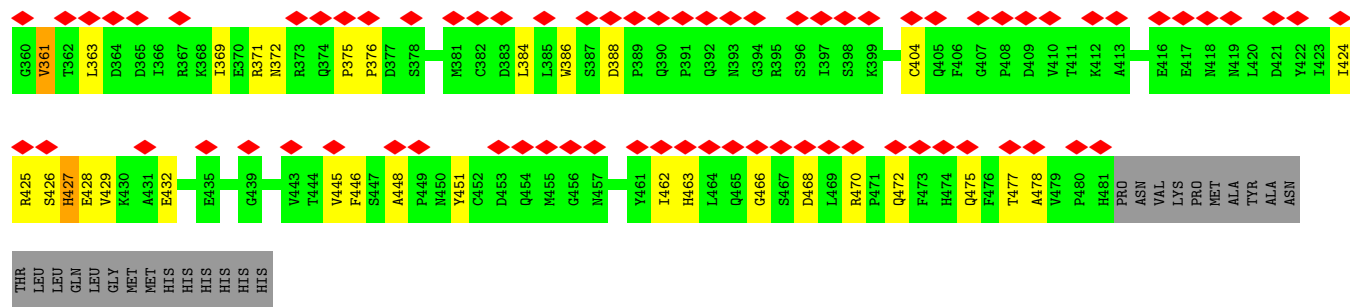 G360 V361 T362 L363 D364 D365 I366 R367 K368 I369 E370 R371 N372 R373 Q374 P375 P376 D377 S378 M381 C382 D383 L384 L385 W386 S387 D388 P389 Q390 P391 Q392 N393 G394 R395 S396 I397 S398 K399 C404 Q405 F406 G407 P408 D409 V410 T411 K412 A413 E416 E417 N418 N419 L420 D421 Y422 I423 I424
R425 S426 H427 E428 V429 K430 A431 E432 E435 G439 V443 T444 V445 F446 S447 A448 P449 N450 Y451 C452 D453 Q454 M455 G456 N457 Y461 I462 H463 L464 Q465 G466 S467 D468 L469 R470 P471 Q472 F473 H474 Q475 F476 T477 A478 V479 P480 H481 PRO ASN VAL LYS PRO MET ALA TYR ALA ASN
THR LEU LEU GLN LEU GLY MET MET HIS HIS HIS HIS HIS HIS